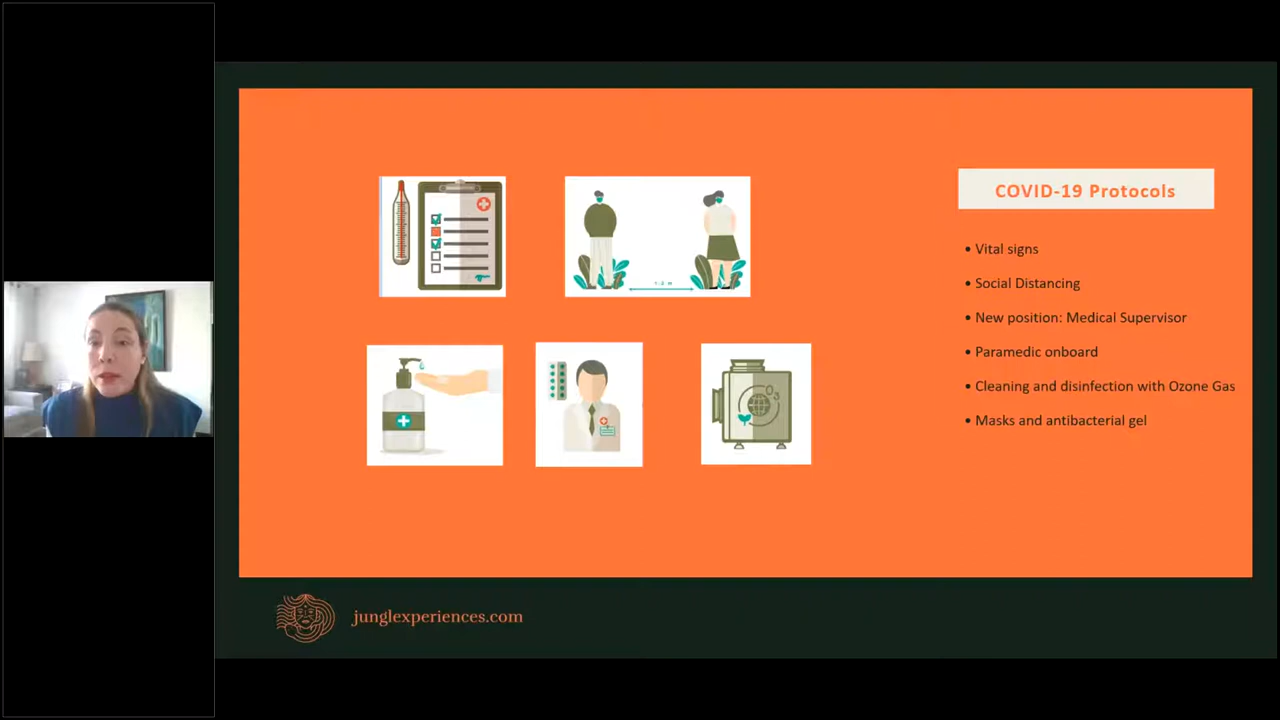 COVID-19 Protocols
• Vital signs
• Social Distancing
• New position: Medical Supervisor
• Paramedic onboard
• Cleaning and disinfection with Ozone Gas
• Masks and antibacterial gel
O3
junglexperiences.com